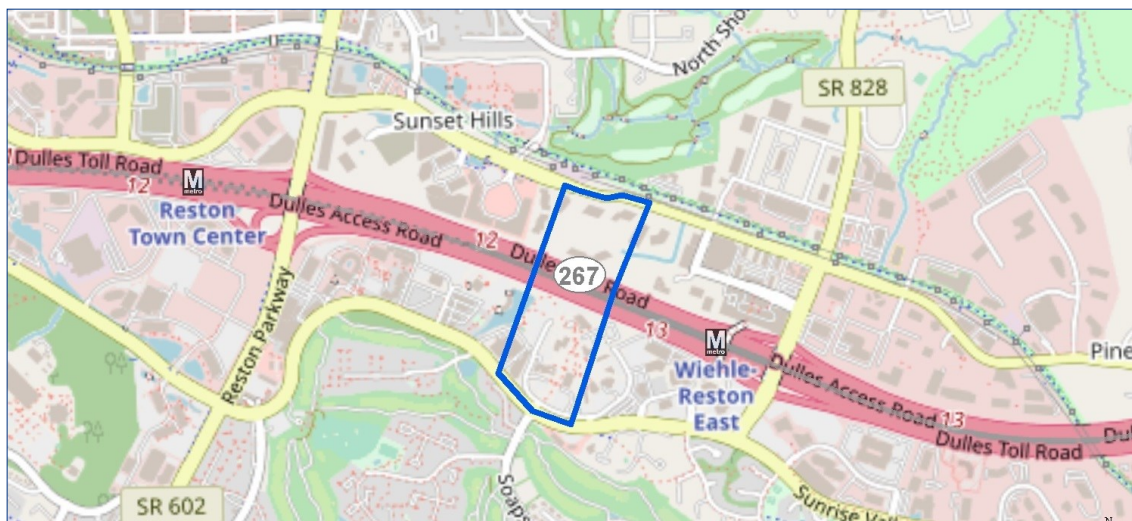 North Shor
SR 828
Sunset Hills
Dulles Toll Road
12
M
metro
Reston
Town Center
Dulles Access Road
12
Dulles
Road
267
13
M
metro
Wiehle-
Reston
East
Pine
Dulles Access Road
13
Dulles Toll Road
Dul
Reston Parkway
SR 602
Soaps
Sunrise Vall
N